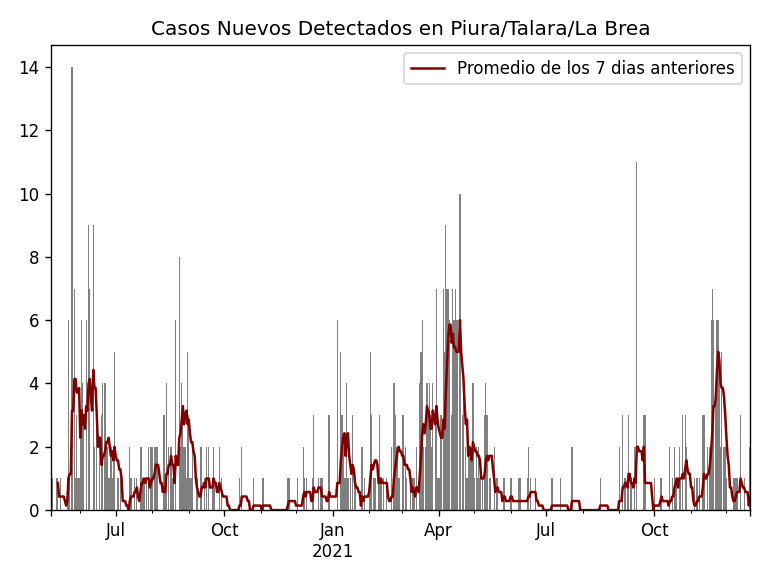 Casos Nuevos Detectados en Piura/Talara/La Brea
Promedio de los 7 dias anteriores
14
12
10
8
6
4
2
0
Jul
Oct
Jan
2021
Apr
Jul
Oct